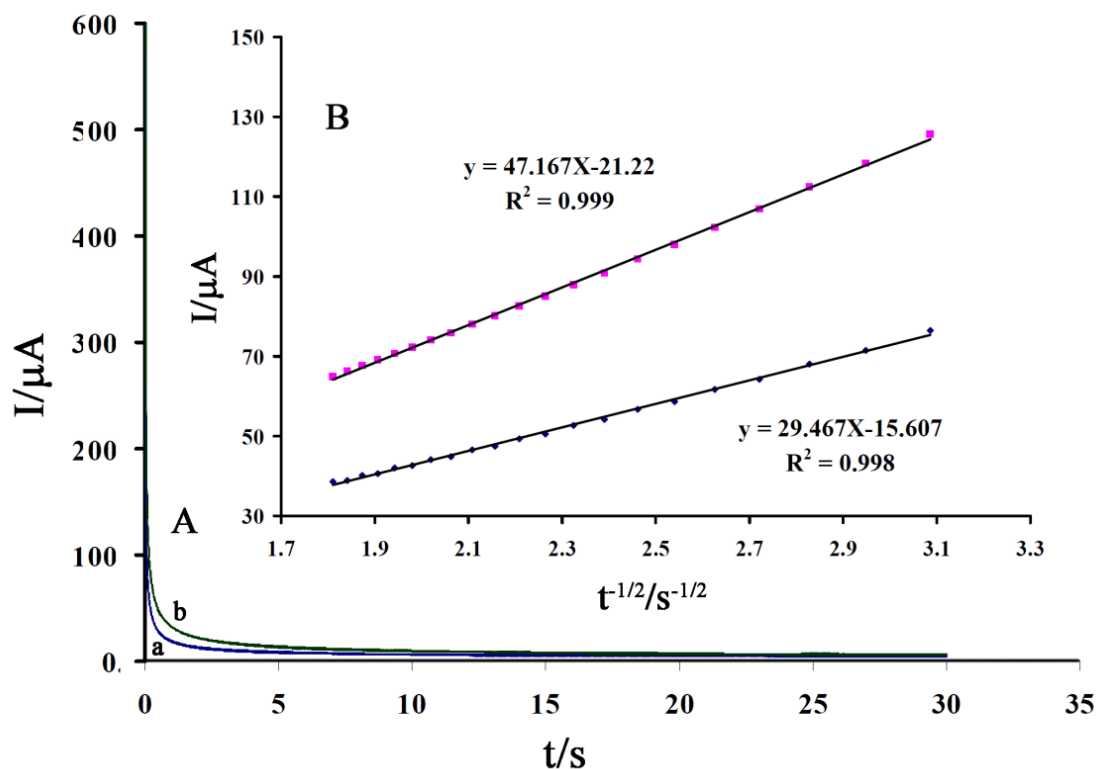 600
500
400
300
200
100
0.
I/μA
A
b
a
0
5
10
15
20
25
30
35
t/s
150
130
110
90
70
50
30
I/μA
B
y = 47.167X-21.22
R² = 0.999
y = 29.467X-15.607
R² = 0.998
1.7
1.9
2.1
2.3
2.5
2.7
2.9
3.1
3.3
t⁻¹/²/s⁻¹/²